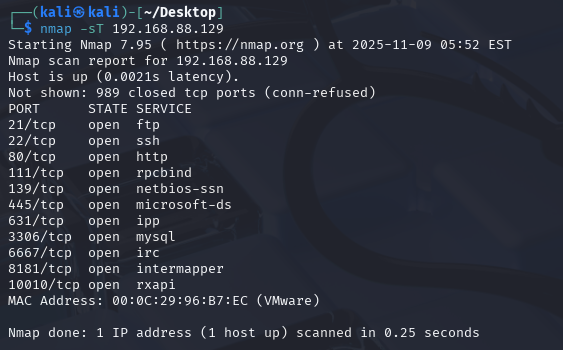 ┌──(kali㉿kali)-[~/Desktop]
└─$ nmap -sT 192.168.88.129
Starting Nmap 7.95 ( https://nmap.org ) at 2025-11-09 05:52 EST
Nmap scan report for 192.168.88.129
Host is up (0.0021s latency).
Not shown: 989 closed tcp ports (conn-refused)
PORT      STATE SERVICE
21/tcp    open  ftp
22/tcp    open  ssh
80/tcp    open  http
111/tcp   open  rpcbind
139/tcp   open  netbios-ssn
445/tcp   open  microsoft-ds
631/tcp   open  ipp
3306/tcp  open  mysql
6667/tcp  open  irc
8181/tcp  open  intermapper
10010/tcp open  rxapi
MAC Address: 00:0C:29:96:B7:EC (VMware)
Nmap done: 1 IP address (1 host up) scanned in 0.25 seconds